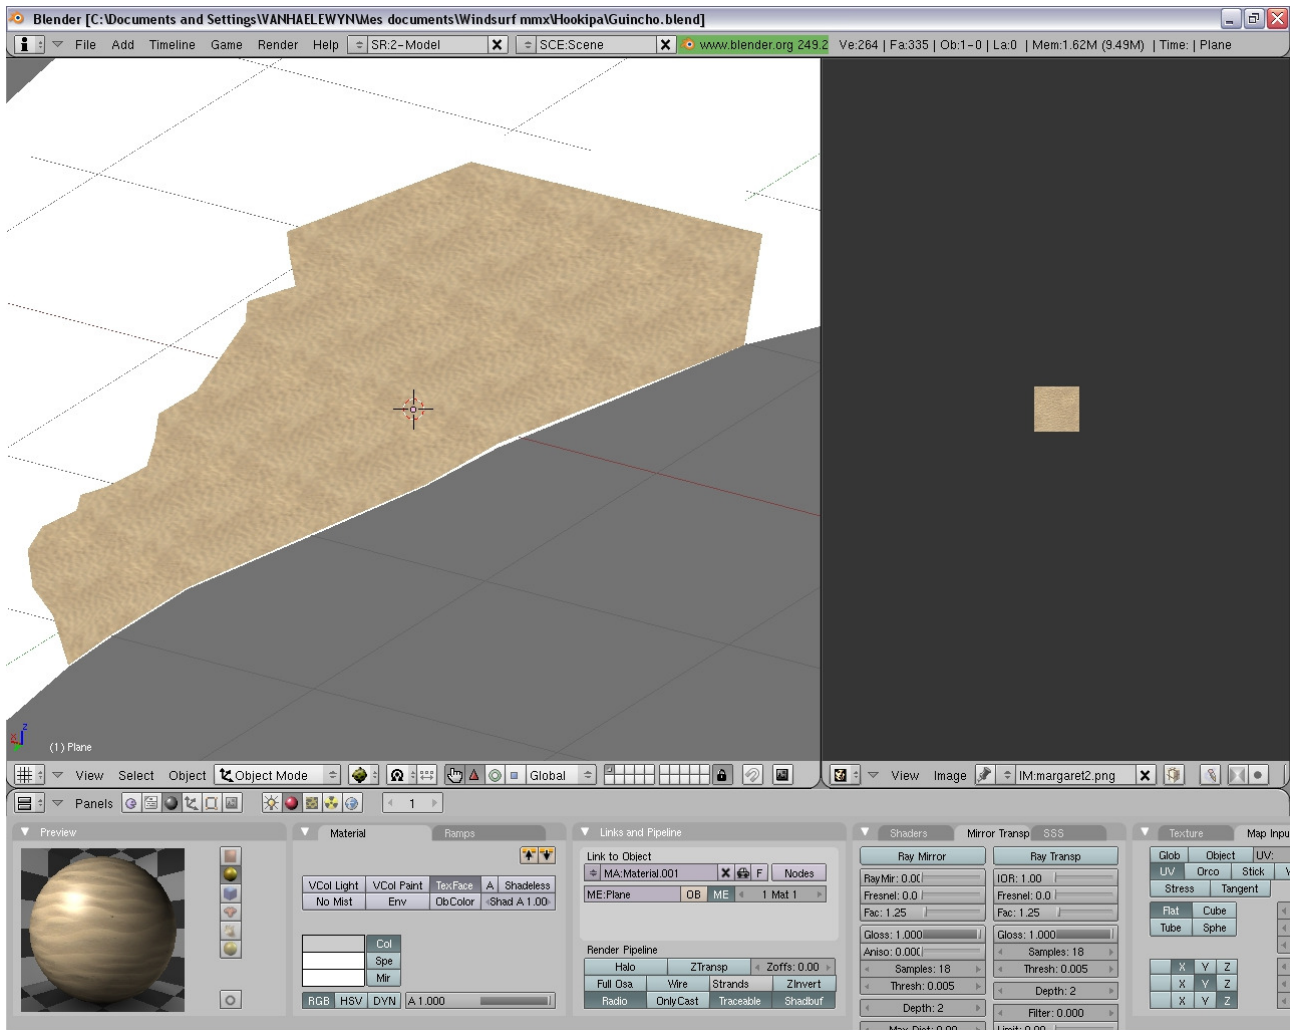 Blender [C:\Documents and Settings\VANHAELEWYN\Mes documents\Windsurf mmx\Hookipa\Guincho.blend]
File Add Timeline Game Render Help SR:2-Model SCE:Scene www.blender.org 249.2 Ve:264 | Fa:335 | Ob:1-0 | La:0 | Mem:1.62M (9.49M) | Time: | Plane
(1) Plane
View Select Object Object Mode Global View Image IM:margaret2.png
Panels 1
Preview Material Ramps Links and Pipeline Shaders Mirror Transp SSS Texture Map Inpu
Link to Object Ray Mirror Ray Transp Glob Object UV:
MA:Material.001 F Nodes RayMir: 0.00 IOR: 1.00 UV Orco Stick
VCol Light VCol Paint TexFace A Shadeless ME:Plane OB ME 1 Mat 1 Fresnel: 0.0 Fresnel: 0.0 Stress Tangent
No Mist Env ObColor Shad A 1.00 Fac: 1.25 Fac: 1.25 Flat Cube
Tube Sphe
Col Gloss: 1.000 Gloss: 1.000
Spe Render Pipeline Aniso: 0.000 Samples: 18
Mir Halo ZTransp Zoffs: 0.00 Samples: 18 Thresh: 0.005 X Y Z
Full Osa Wire Strands ZInvert Thresh: 0.005 Depth: 2 X Y Z
RGB HSV DYN A 1.000 Radio OnlyCast Traceable Shadbuf Depth: 2 Filter: 0.000 X Y Z
Max Dist: 0.00 Limit: 0.00